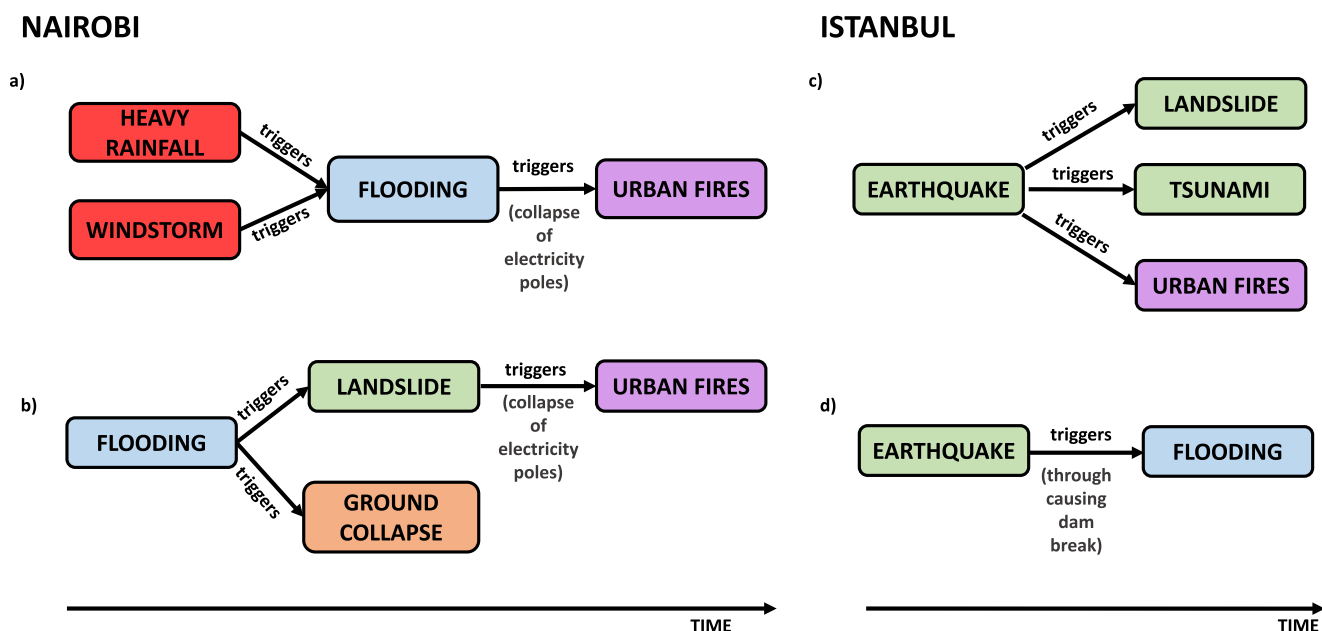 NAIROBI
a)
HEAVY
RAINFALL
triggers
WINDSTORM
triggers
FLOODING
triggers
(collapse
of
electricity
poles)
URBAN FIRES
b)
FLOODING
triggers
LANDSLIDE
triggers
(collapse
of
electricity
poles)
URBAN FIRES
triggers
GROUND
COLLAPSE
TIME
ISTANBUL
c)
EARTHQUAKE
triggers
LANDSLIDE
triggers
TSUNAMI
triggers
URBAN FIRES
d)
EARTHQUAKE
triggers
(through
causing
dam
break)
FLOODING
TIME